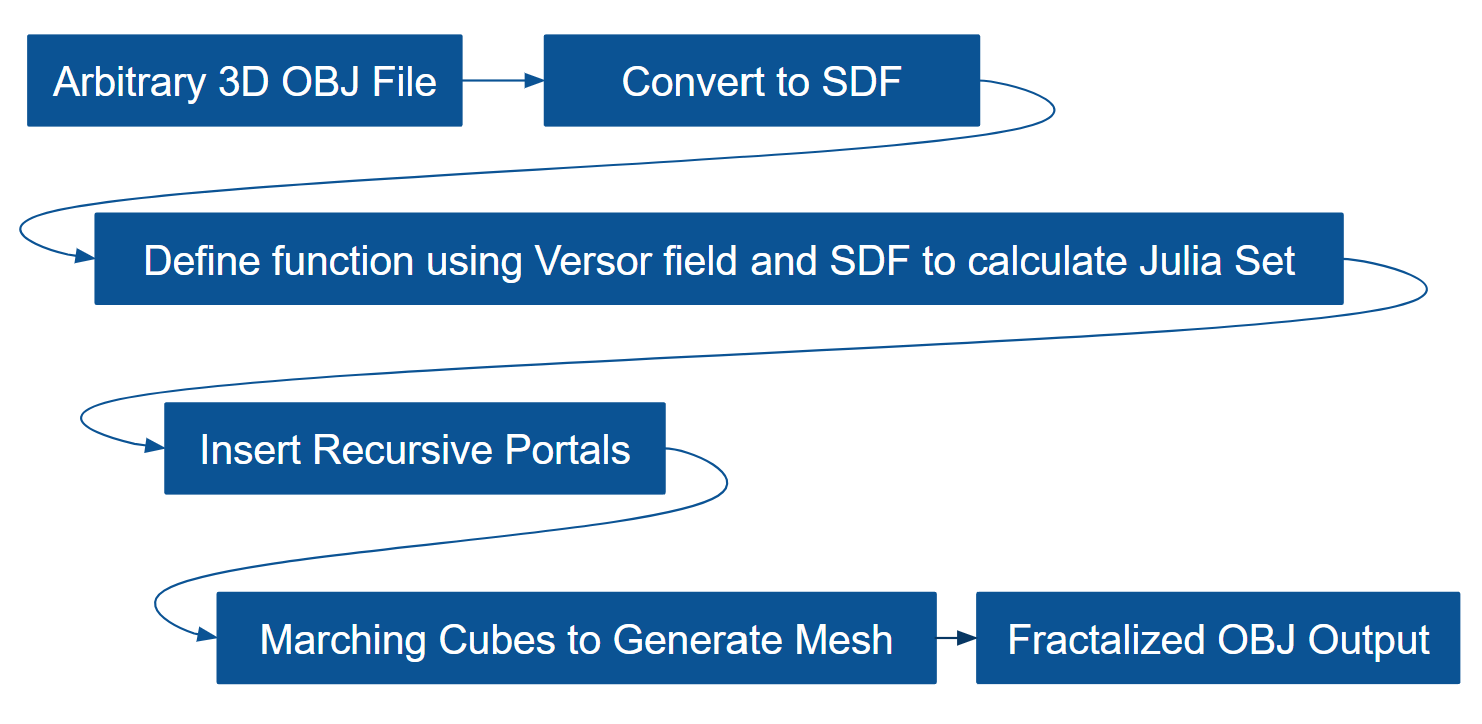 Arbitrary 3D OBJ File
Convert to SDF
Define function using Versor field and SDF to calculate Julia Set
Insert Recursive Portals
Marching Cubes to Generate Mesh
Fractalized OBJ Output